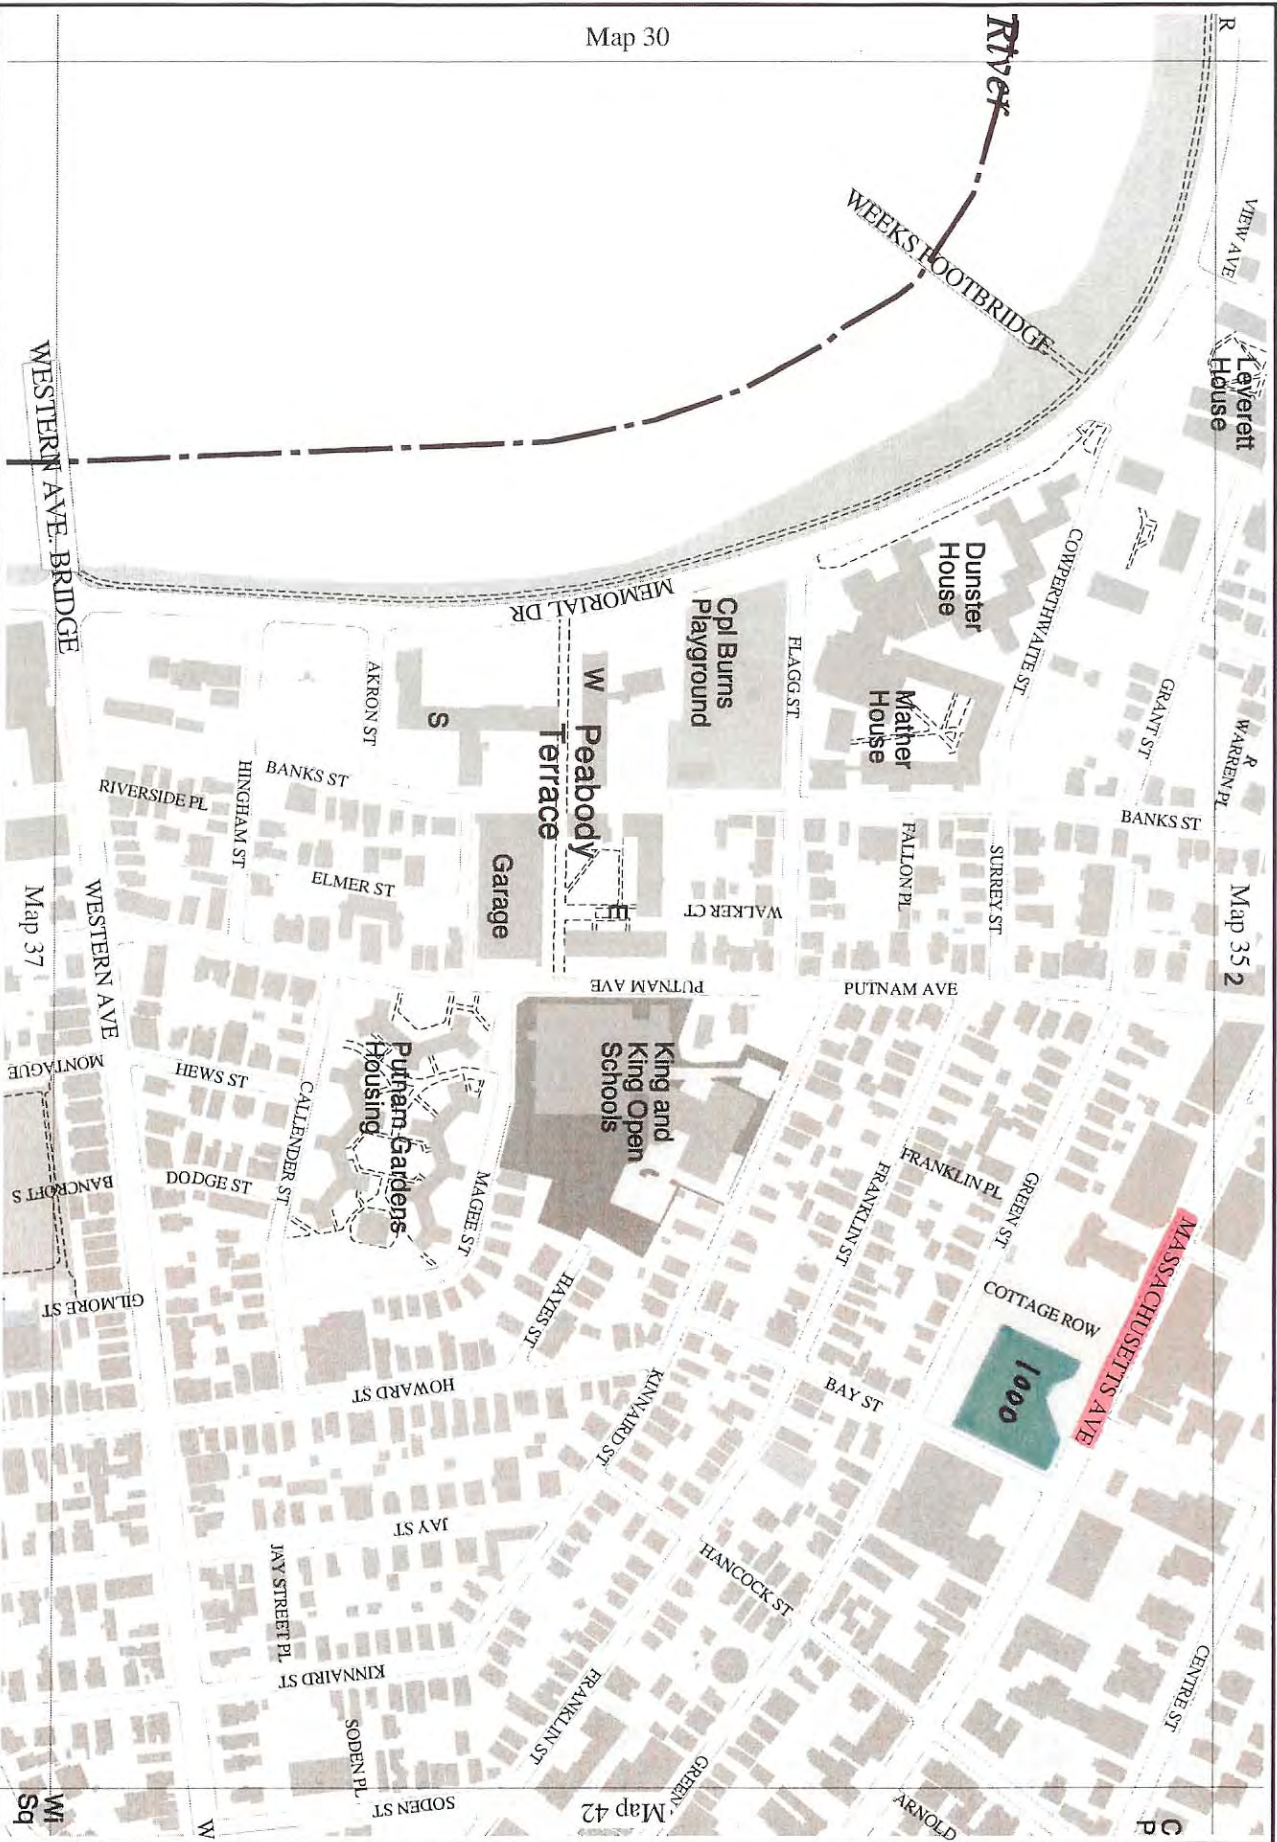 Map 30
River
R
VIEW AVE
WEEKS FOOTBRIDGE
Leverett
House
WESTERN AVE. BRIDGE
MEMORIAL DR
Cpl Burns
Playground
FLAGG ST
Dunster
House
COWPERTHWAITE ST
GRANT ST
R
WARREN PL
Mather
House
AKRON ST
S
W
Peabody
Terrace
BANKS ST
HINGHAM ST
RIVERSIDE PL
ELMER ST
Garage
E
WALKER CT
FALLON PL
SURREY ST
BANKS ST
Map 35
2
Map 37
WESTERN AVE
PUTNAM AVE
PUTNAM AVE
King and
King Open
Schools
Putnam Gardens
Housing
MONTAGUE
HEWS ST
CALLENDER ST
BANCROFT S
DODGE ST
MAGEE ST
GILMORE ST
HAYES ST
FRANKLIN ST
FRANKLIN PL
GREEN ST
COTTAGE ROW
MASSACHUSETTS AVE
1000
HOWARD ST
KINNAIRD ST
BAY ST
JAY ST
JAY STREET PL
HANCOCK ST
KINNAIRD ST
SODEN PL
FRANKLIN ST
GREEN
CENTRE ST
SODEN ST
Map 42
ARNOLD
C
P
W
Wi
Sq